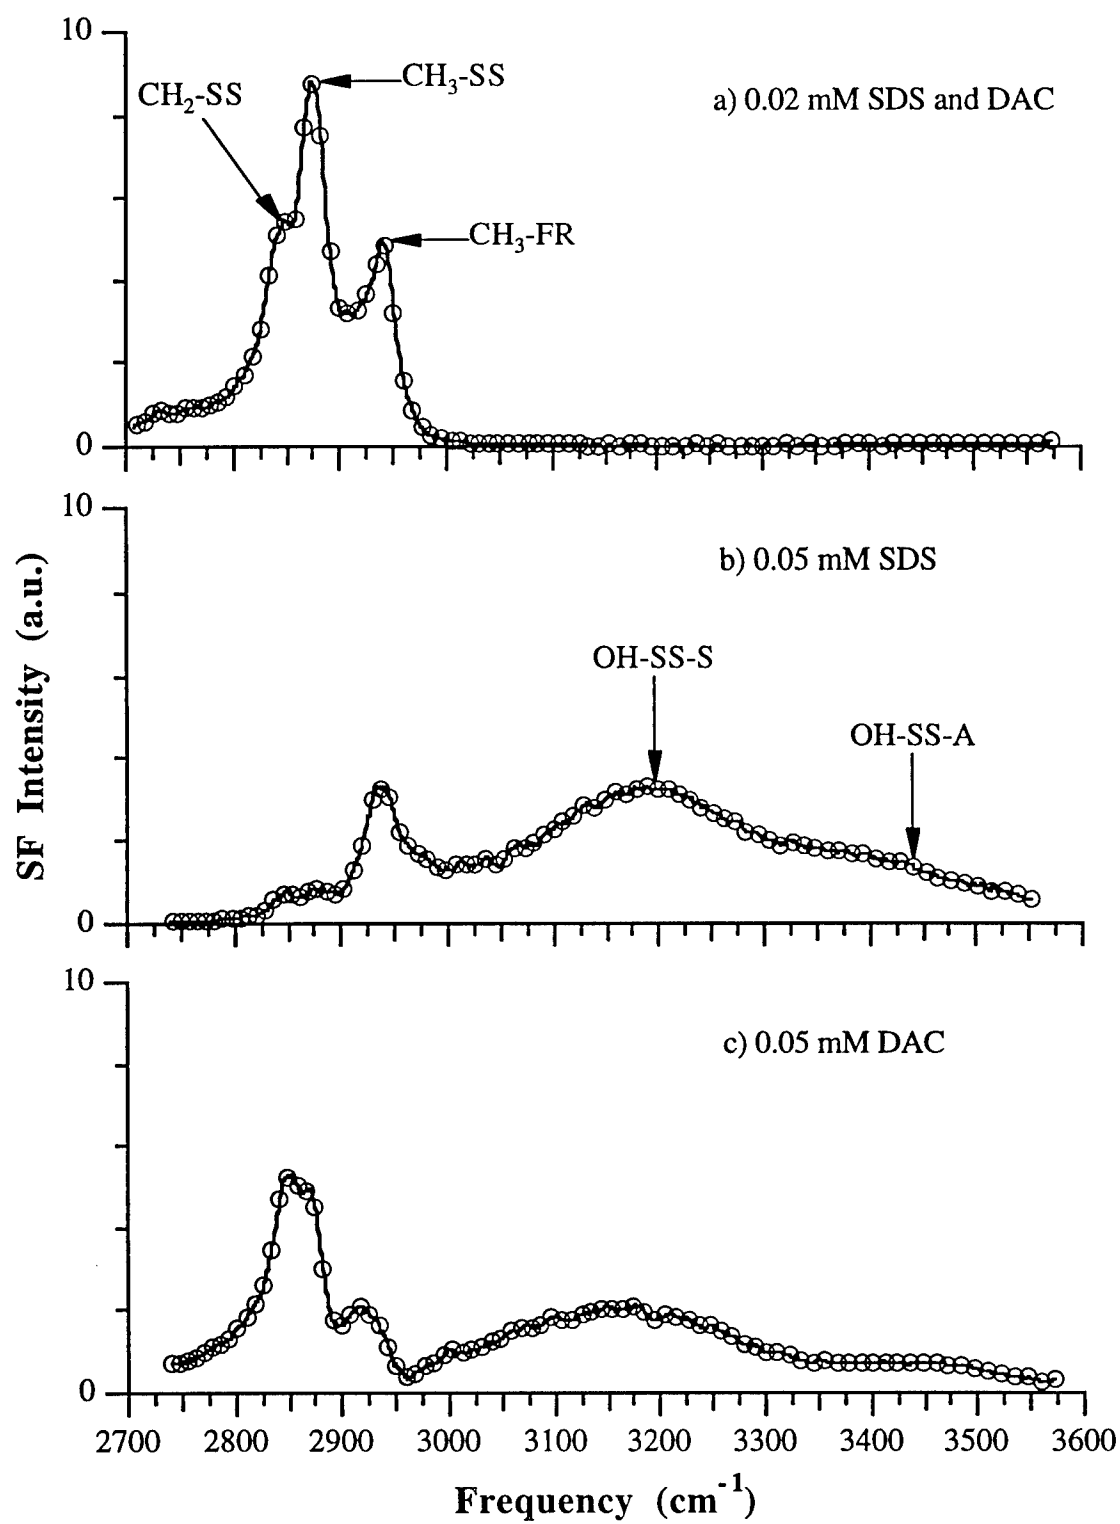 10
CH₃-SS
CH₂-SS
a) 0.02 mM SDS and DAC
CH₃-FR
0
10
b) 0.05 mM SDS
OH-SS-S
OH-SS-A
SF Intensity (a.u.)
0
10
c) 0.05 mM DAC
0
2700 2800 2900 3000 3100 3200 3300 3400 3500 3600
Frequency (cm⁻¹)